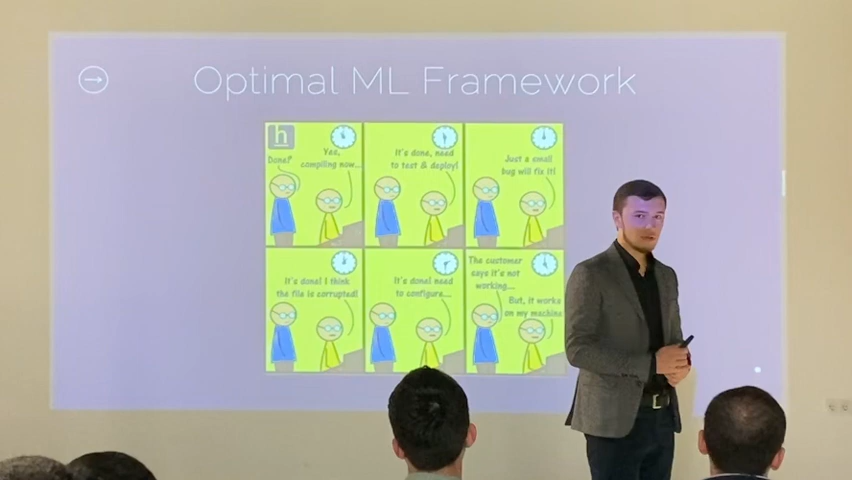 Optimal ML Framework
h
Done?
Yes,
compiling now...
It's done, need
to test & deploy!
Just a small
bug will fix it!
It's done! I think
the file is corrupted!
It's done! need
to configure...
The customer
says it's not
working....
But, it works
on my machine